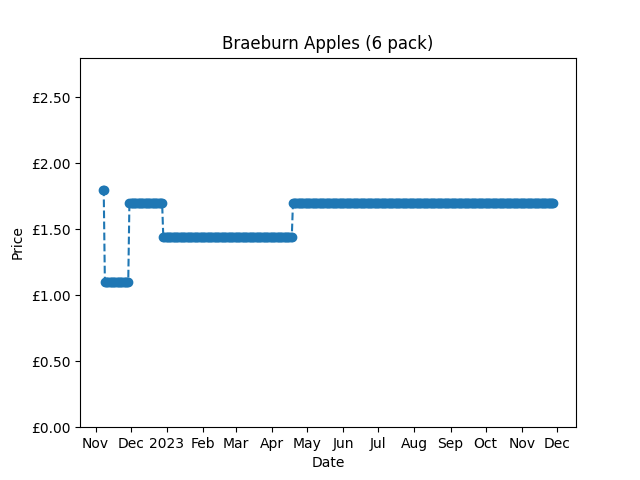 Braeburn Apples (6 pack)
£2.50
£2.00
£1.50
£1.00
£0.50
£0.00
Price
Nov Dec 2023 Feb Mar Apr May Jun Jul Aug Sep Oct Nov Dec
Date